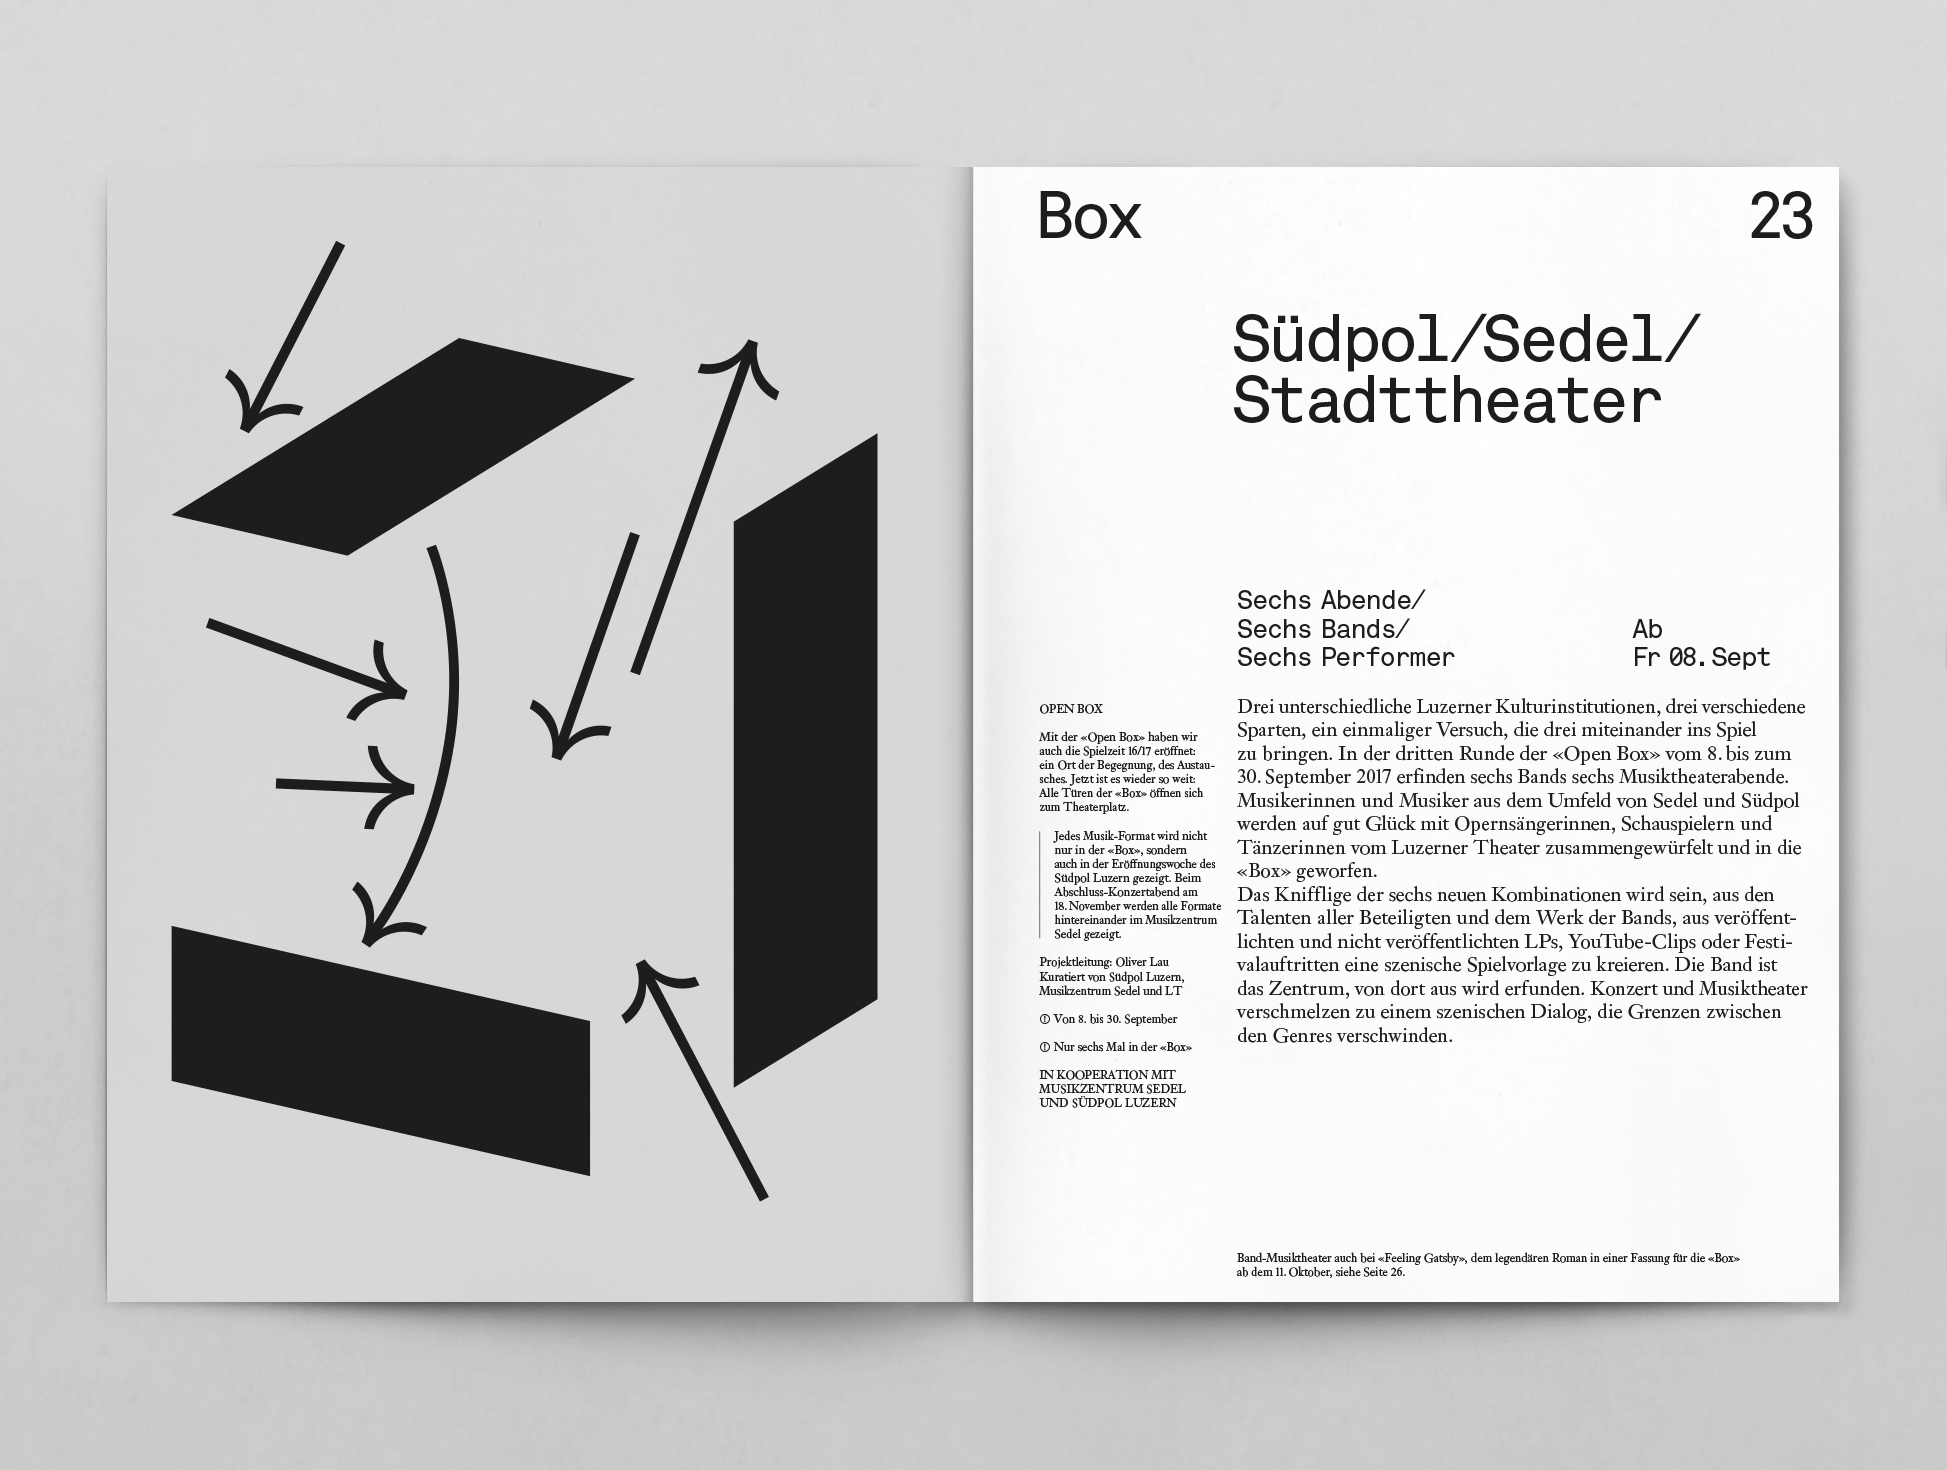 Box
23
Südpol/Sedel/
Stadttheater
Sechs Abende/
Sechs Bands/
Sechs Performer
Ab
Fr 08. Sept
OPEN BOX
Mit der «Open Box» haben wir
auch die Spielzeit 16/17 eröffnet:
ein Ort der Begegnung, des Austau-
sches. Jetzt ist es wieder so weit:
Alle Türen der «Box» öffnen sich
zum Theaterplatz.
Jedes Musik-Format wird nicht
nur in der «Box», sondern
auch in der Eröffnungswoche des
Südpol Luzern gezeigt. Beim
Abschluss-Konzertabend am
18. November werden alle Formate
hintereinander im Musikzentrum
Sedel gezeigt.
Projektleitung: Oliver Lau
Kuratiert von Südpol Luzern,
Musikzentrum Sedel und LT
Von 8. bis 30. September
Nur sechs Mal in der «Box»
IN KOOPERATION MIT
MUSIKZENTRUM SEDEL
UND SÜDPOL LUZERN
Drei unterschiedliche Luzerner Kulturinstitutionen, drei verschiedene
Sparten, ein einmaliger Versuch, die drei miteinander ins Spiel
zu bringen. In der dritten Runde der «Open Box» vom 8. bis zum
30. September 2017 erfinden sechs Bands sechs Musiktheaterabende.
Musikerinnen und Musiker aus dem Umfeld von Sedel und Südpol
werden auf gut Glück mit Opernsängerinnen, Schauspielern und
Tänzerinnen vom Luzerner Theater zusammengewürfelt und in die
«Box» geworfen.
Das Knifflige der sechs neuen Kombinationen wird sein, aus den
Talenten aller Beteiligten und dem Werk der Bands, aus veröffent-
lichten und nicht veröffentlichten LPs, YouTube-Clips oder Festi-
valauftritten eine szenische Spielvorlage zu kreieren. Die Band ist
das Zentrum, von dort aus wird erfunden. Konzert und Musiktheater
verschmelzen zu einem szenischen Dialog, die Grenzen zwischen
den Genres verschwinden.
Band-Musiktheater auch bei «Feeling Gatsby», dem legendären Roman in einer Fassung für die «Box»
ab dem 11. Oktober, siehe Seite 26.